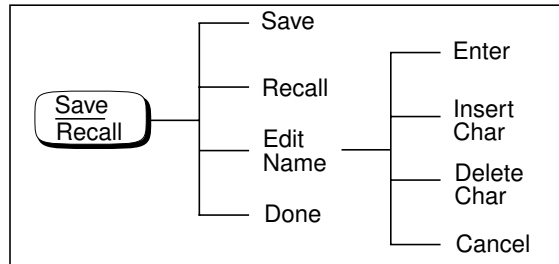 Save
Recall
Save
Recall
Edit
Name
Done
Enter
Insert
Char
Delete
Char
Cancel